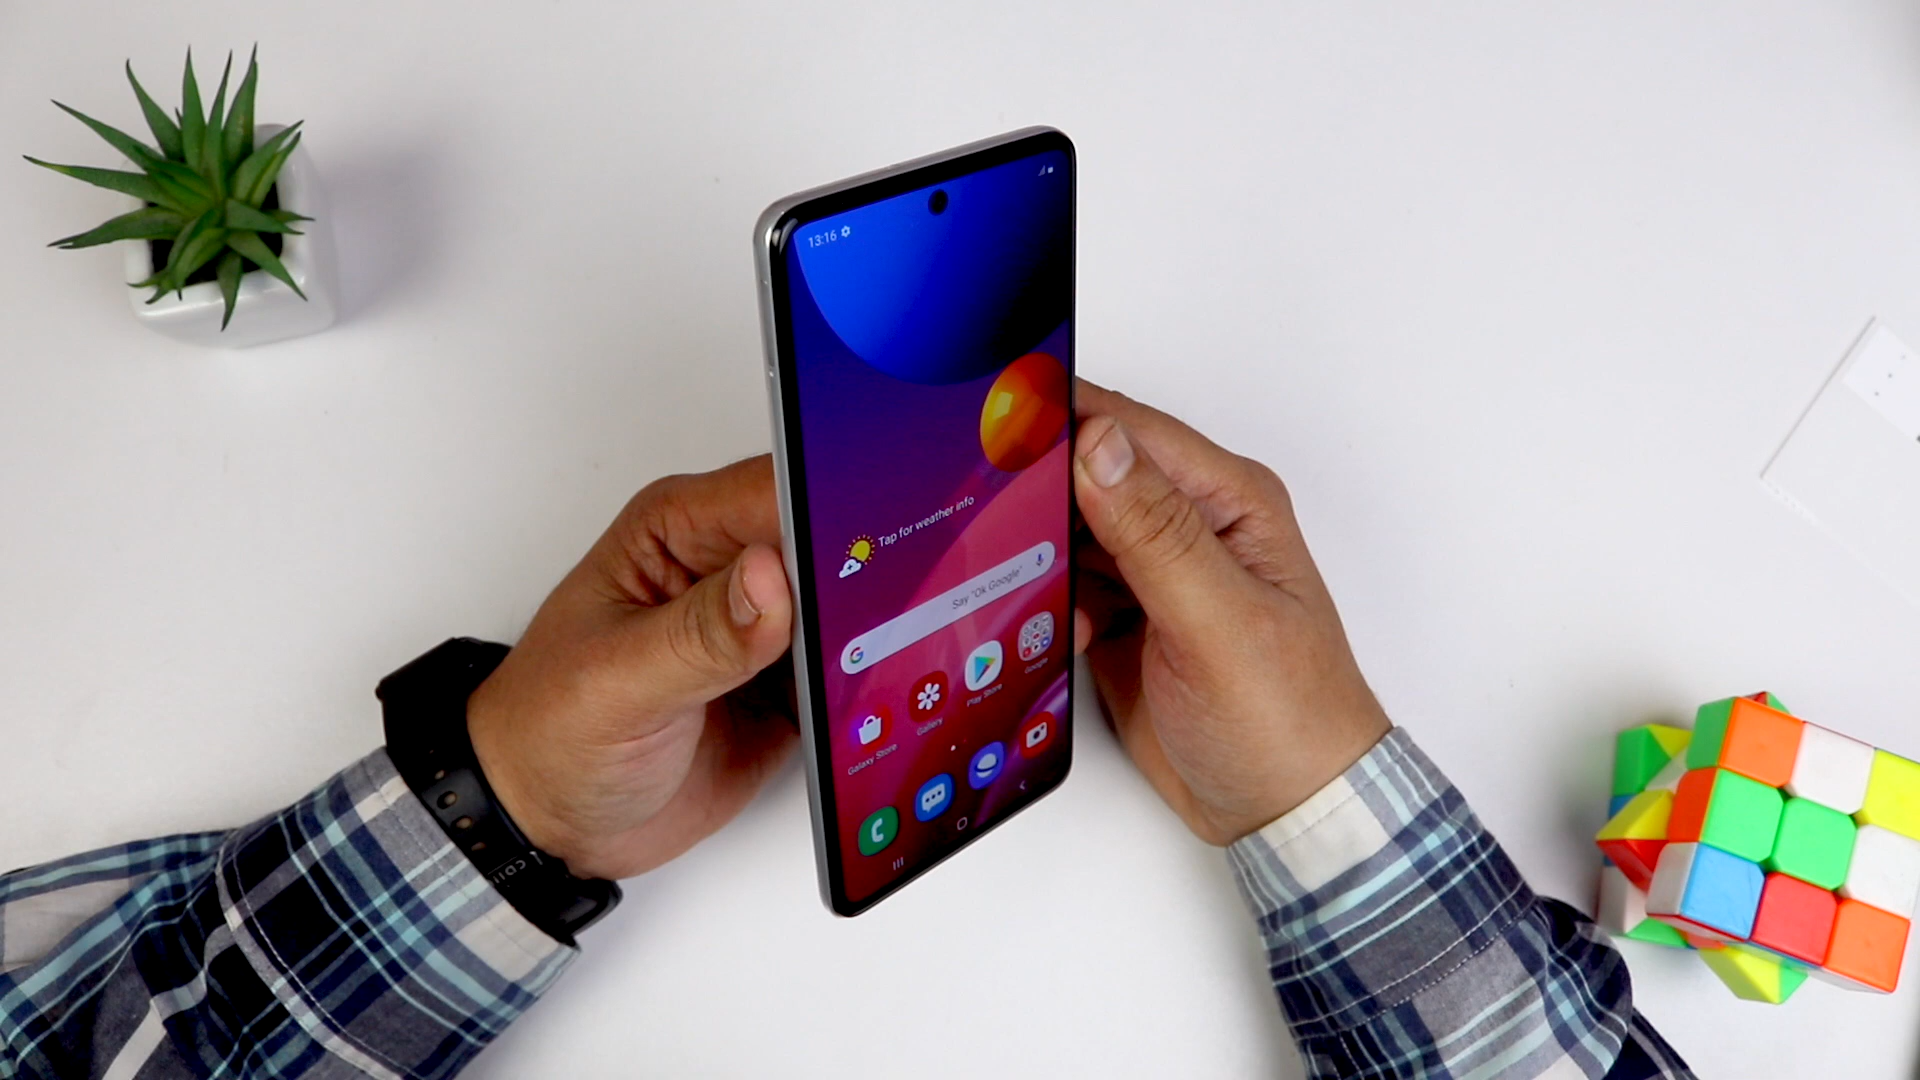 13:16
Tap for weather info
Say "Ok Google"
Galaxy Store
Gallery
Play Store
Google